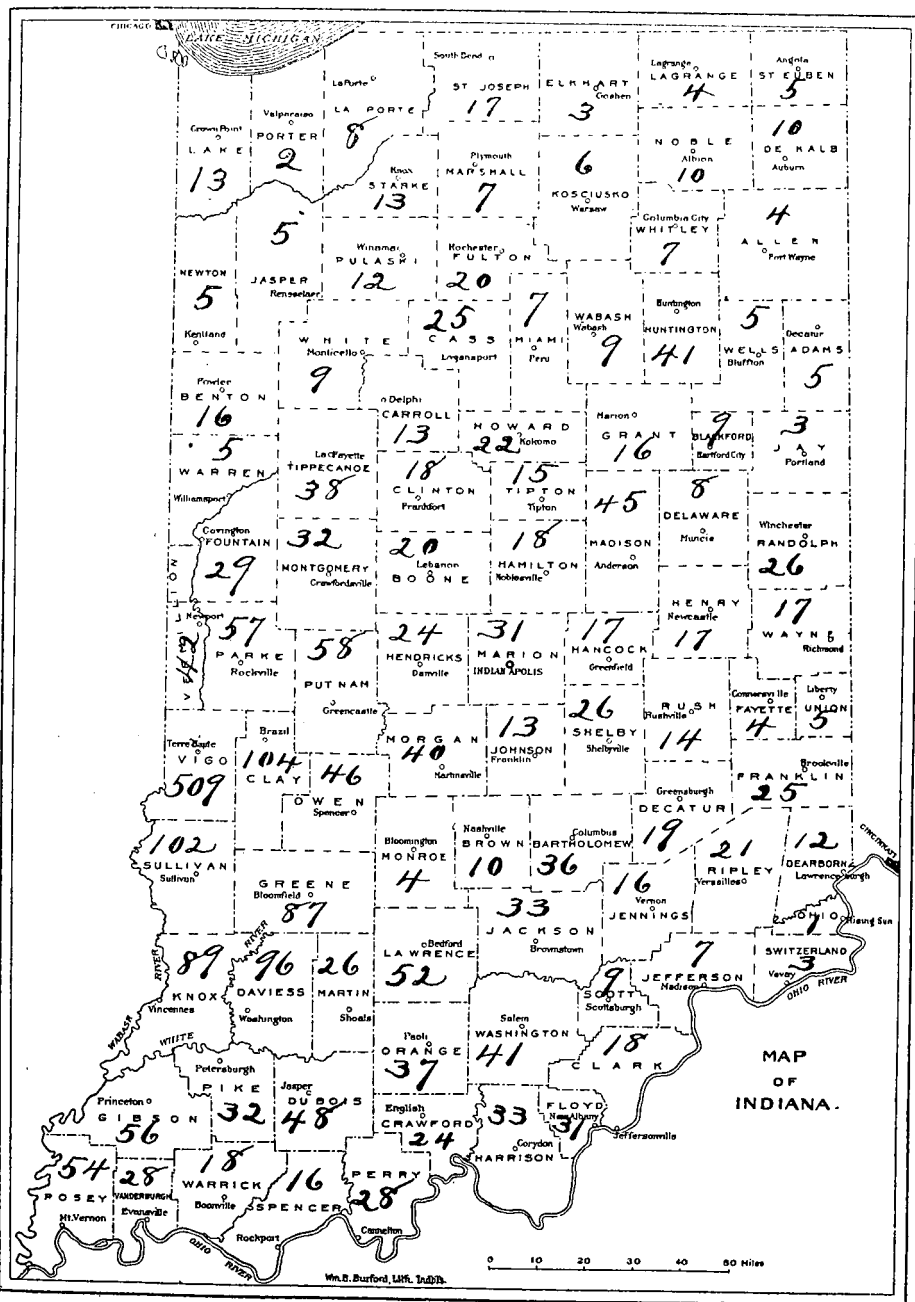 CHICAGO
LAKE MICHIGAN
South Bend
ST JOSEPH
17
ELKHART
Goshen
3
Lagrange
LAGRANGE
4
Angola
STEUBEN
5
LaPorte
LA PORTE
8
Valparaiso
PORTER
2
Crown Point
LAKE
13
Knox
STARKE
13
Plymouth
MARSHALL
7
6
KOSCIUSKO
Warsaw
NOBLE
Albion
10
10
DE KALB
Auburn
Columbia City
WHITLEY
7
4
ALLEN
Fort Wayne
NEWTON
5
Kentland
5
JASPER
Rensselaer
Winamac
PULASKI
12
Rochester
FULTON
20
WHITE
Monticello
9
25
CASS
Logansport
7
MIAMI
Peru
WABASH
Wabash
9
Huntington
HUNTINGTON
41
5
WELLS
Bluffton
Decatur
ADAMS
5
Fowler
BENTON
16
Delphi
CARROLL
13
HOWARD
22 Kokomo
Marion
GRANT
16
9
BLACKFORD
Hartford City
3
JAY
Portland
5
WARREN
Williamsport
LaFayette
TIPPECANOE
38
18
CLINTON
Frankfort
15
TIPTON
Tipton
45
MADISON
Anderson
8
DELAWARE
Muncie
Winchester
RANDOLPH
26
Covington
FOUNTAIN
29
32
MONTGOMERY
Crawfordsville
20
Lebanon
BOONE
18
HAMILTON
Noblesville
HENRY
Newcastle
17
17
WAYNE
Richmond
VERMILLION
Newport
42
57
PARKE
Rockville
58
PUTNAM
Greencastle
24
HENDRICKS
Danville
31
MARION
INDIANAPOLIS
17
HANCOCK
Greenfield
RUSH
Rushville
14
Connersville
FAYETTE
4
Liberty
UNION
5
Terre Haute
VIGO
509
Brazil
104
CLAY
46
OWEN
Spencer
MORGAN
40
Martinsville
13
JOHNSON
Franklin
26
SHELBY
Shelbyville
Greensburgh
DECATUR
19
Brookville
FRANKLIN
25
102
SULLIVAN
Sullivan
GREENE
Bloomfield
87
Bloomington
MONROE
4
Nashville
BROWN
10
Columbus
BARTHOLOMEW
36
16
Vernon
JENNINGS
21
RIPLEY
Versailles
12
DEARBORN
Lawrenceburgh
CINCINNATI
OHIO
1
Rising Sun
SWITZERLAND
3
Vevay
OHIO RIVER
89
KNOX
Vincennes
WABASH RIVER
WHITE RIVER
96
DAVIESS
Washington
26
MARTIN
Shoals
Bedford
LAWRENCE
52
33
JACKSON
Brownstown
9
SCOTT
Scottsburgh
7
JEFFERSON
Madison
Salem
WASHINGTON
41
18
CLARK
Petersburgh
PIKE
32
Jasper
DUBOIS
48
Paoli
ORANGE
37
English
CRAWFORD
24
33
Corydon
HARRISON
FLOYD
New Albany
31
Jeffersonville
Princeton
GIBSON
56
54
POSEY
Mt. Vernon
28
VANDERBURGH
Evansville
18
WARRICK
Boonville
16
SPENCER
Rockport
PERRY
28
Cannelton
OHIO RIVER
MAP
OF
INDIANA.
0 10 20 30 40 50 Miles
Wm. B. Burford, Lith. Indpls.